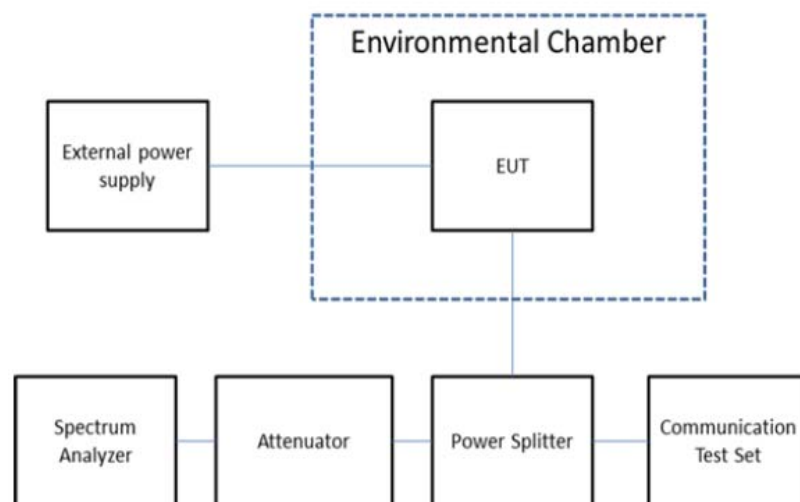 Environmental Chamber
External power
supply
EUT
Spectrum
Analyzer
Attenuator
Power Splitter
Communication
Test Set